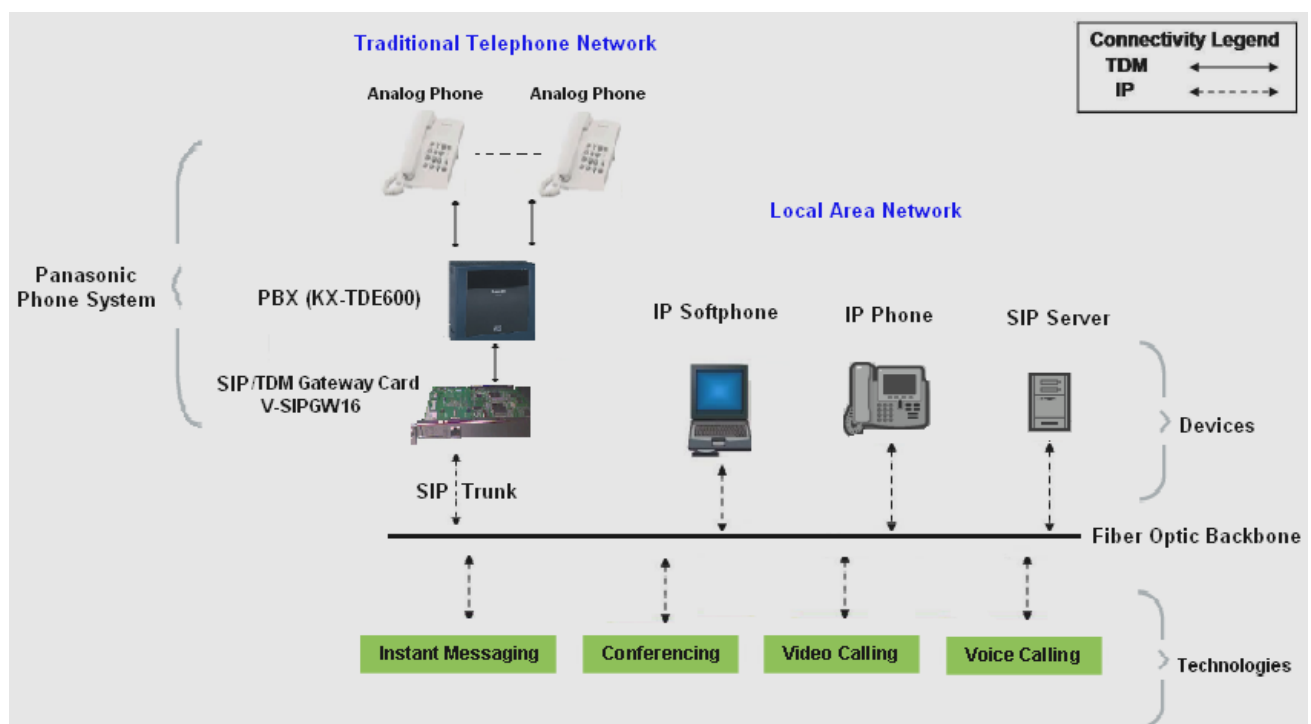 Traditional Telephone Network
Connectivity Legend
TDM
IP
Analog Phone
Analog Phone
Local Area Network
Panasonic
Phone System
PBX (KX-TDE600)
IP Softphone
IP Phone
SIP Server
SIP/TDM Gateway Card
V-SIPGW16
Devices
SIP Trunk
Fiber Optic Backbone
Instant Messaging
Conferencing
Video Calling
Voice Calling
Technologies